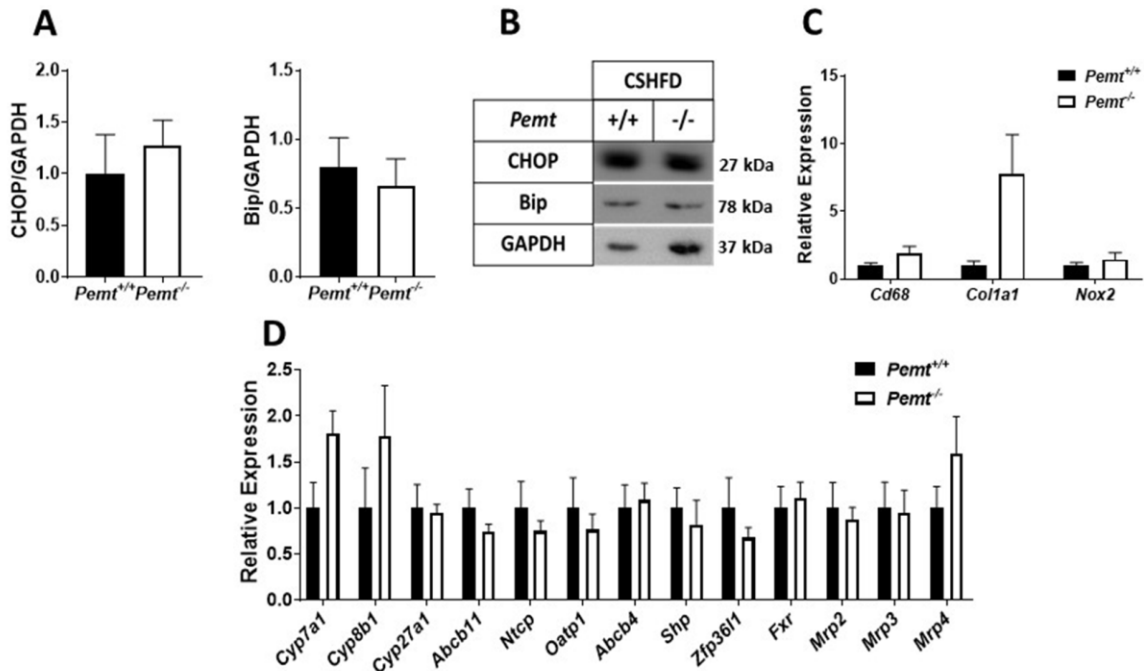 A
CHOP/GAPDH
2.0
1.5
1.0
0.5
0.0
Pemt+/+ Pemt-/-
Bip/GAPDH
1.5
1.0
0.5
0.0
Pemt+/+ Pemt-/-
B
CSHFD
Pemt +/+ -/-
CHOP 27 kDa
Bip 78 kDa
GAPDH 37 kDa
C
Relative Expression
15
10
5
0
Pemt+/+
Pemt-/-
Cd68 Col1a1 Nox2
D
Relative Expression
2.5
2.0
1.5
1.0
0.5
0.0
Pemt+/+
Pemt-/-
Cyp7a1 Cyp8b1 Cyp27a1 Abcb11 Ntcp Oatp1 Abcb4 Shp Zfp36l1 Fxr Mrp2 Mrp3 Mrp4